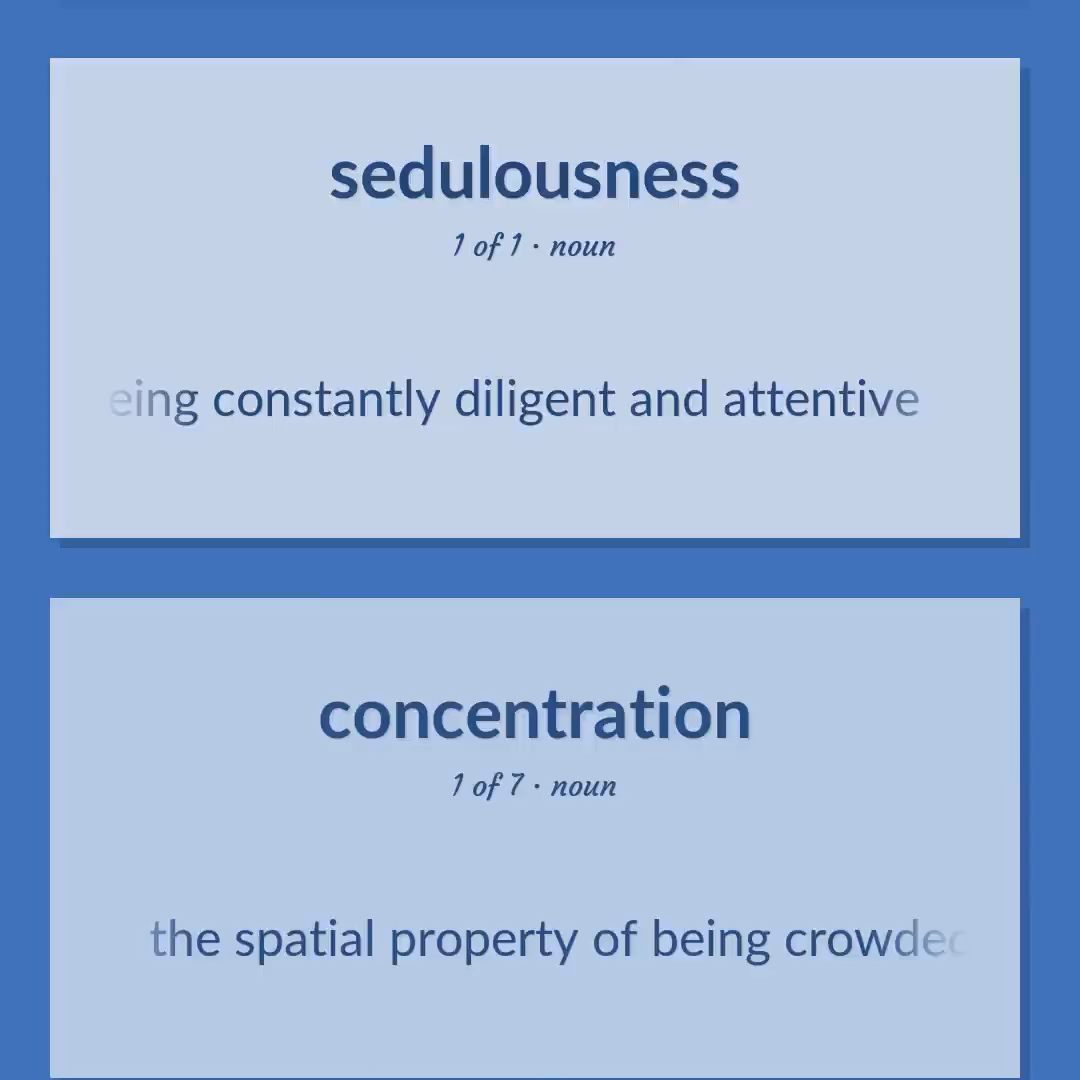 sedulousness
1 of 1 · noun
eing constantly diligent and attentive
concentration
1 of 7 · noun
the spatial property of being crowded